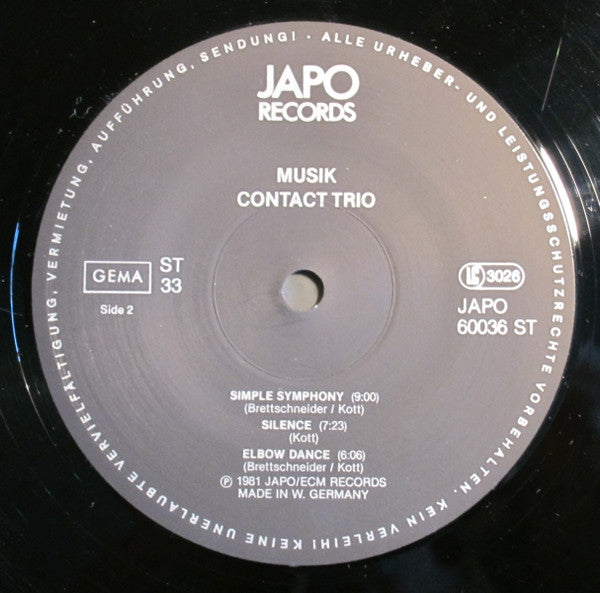 ALLE URHEBER- UND LEISTUNGSSCHUTZRECHTE VORBEHALTEN. KEIN VERLEIH! KEINE UNERLAUBTE VERVIELFÄLTIGUNG, VERMIETUNG, AUFFÜHRUNG, SENDUNG! ·
JAPO
RECORDS
MUSIK
CONTACT TRIO
GEMA
ST
33
Side 2
LC 3026
JAPO
60036 ST
SIMPLE SYMPHONY (9:00)
(Brettschneider / Kott)
SILENCE (7:23)
(Kott)
ELBOW DANCE (6:06)
(Brettschneider / Kott)
Ⓟ 1981 JAPO/ECM RECORDS
MADE IN W. GERMANY